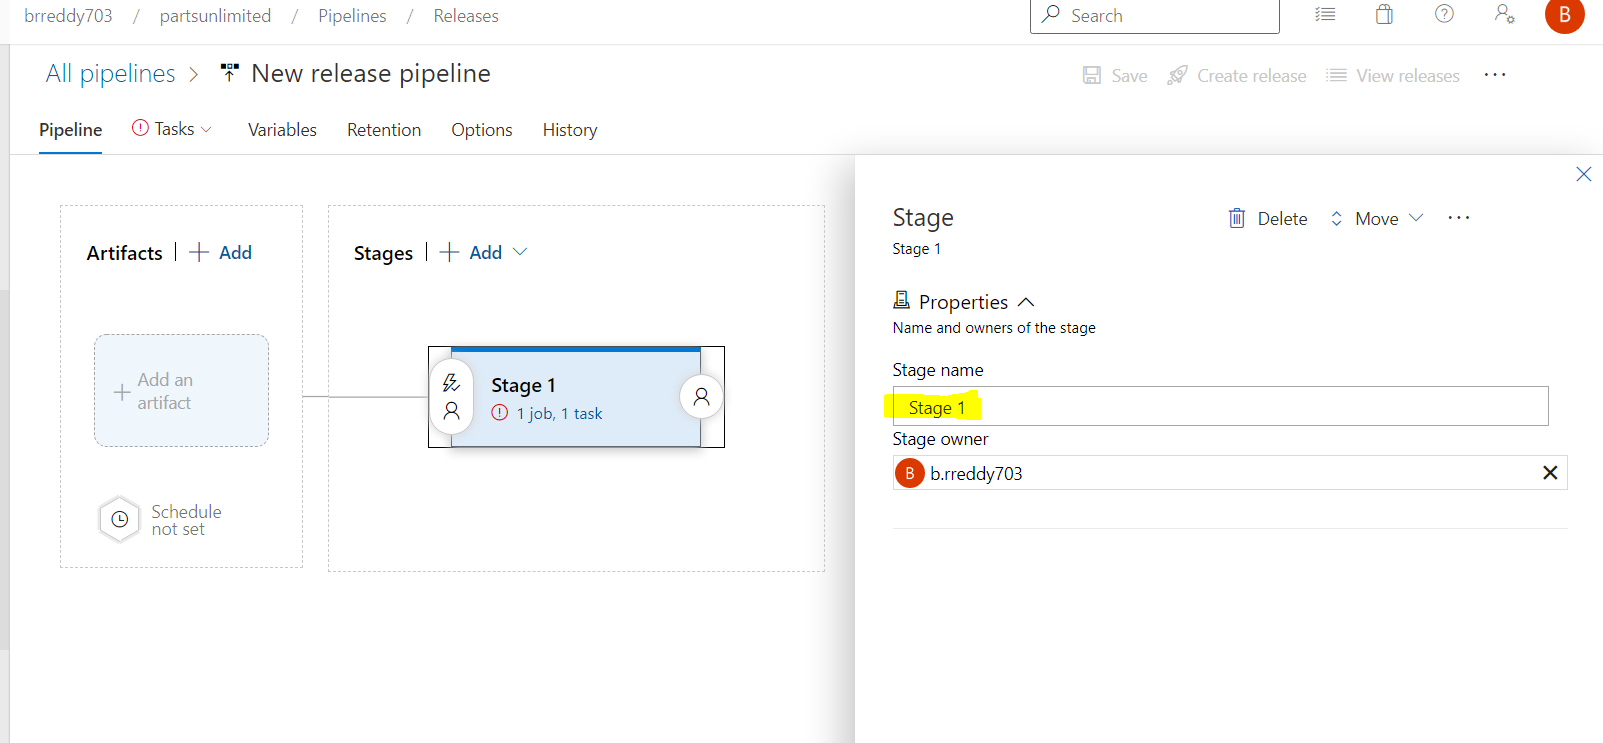 brreddy703 / partsunlimited / Pipelines / Releases
Search
B
All pipelines > New release pipeline
Save Create release View releases ...
Pipeline Tasks Variables Retention Options History
Artifacts | + Add
Stages | + Add
+ Add an
artifact
Schedule
not set
Stage 1
1 job, 1 task
Stage
Delete Move ...
Stage 1
Properties
Name and owners of the stage
Stage name
Stage 1
Stage owner
B b.rreddy703